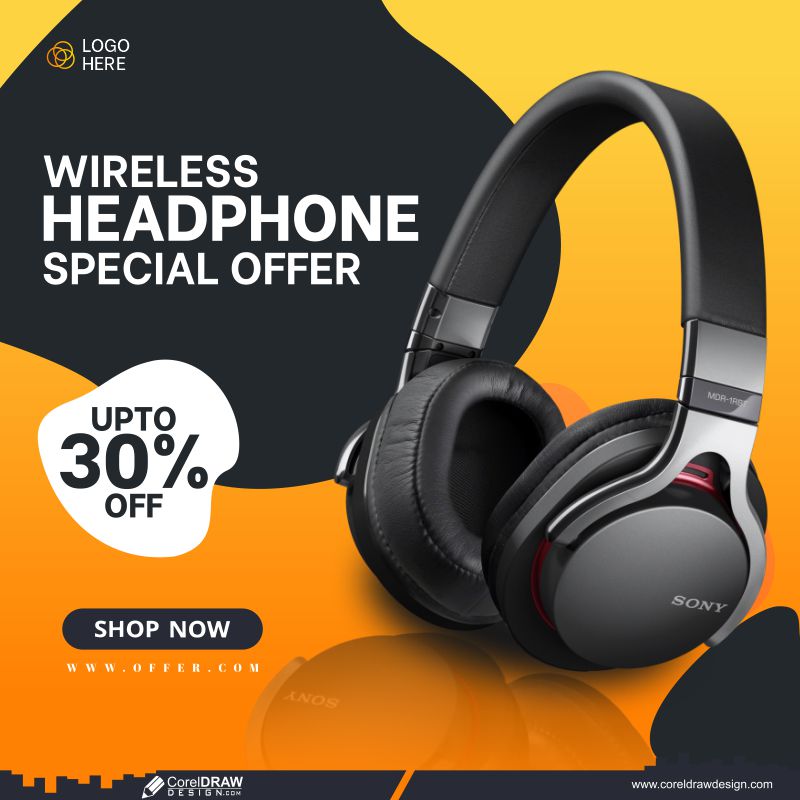 LOGO
HERE
WIRELESS
HEADPHONE
SPECIAL OFFER
UPTO
30%
OFF
SONY
SHOP NOW
WWW.OFFER.COM
SONY
CorelDRAW
DESIGN.COM
www.coreldrawdesign.com